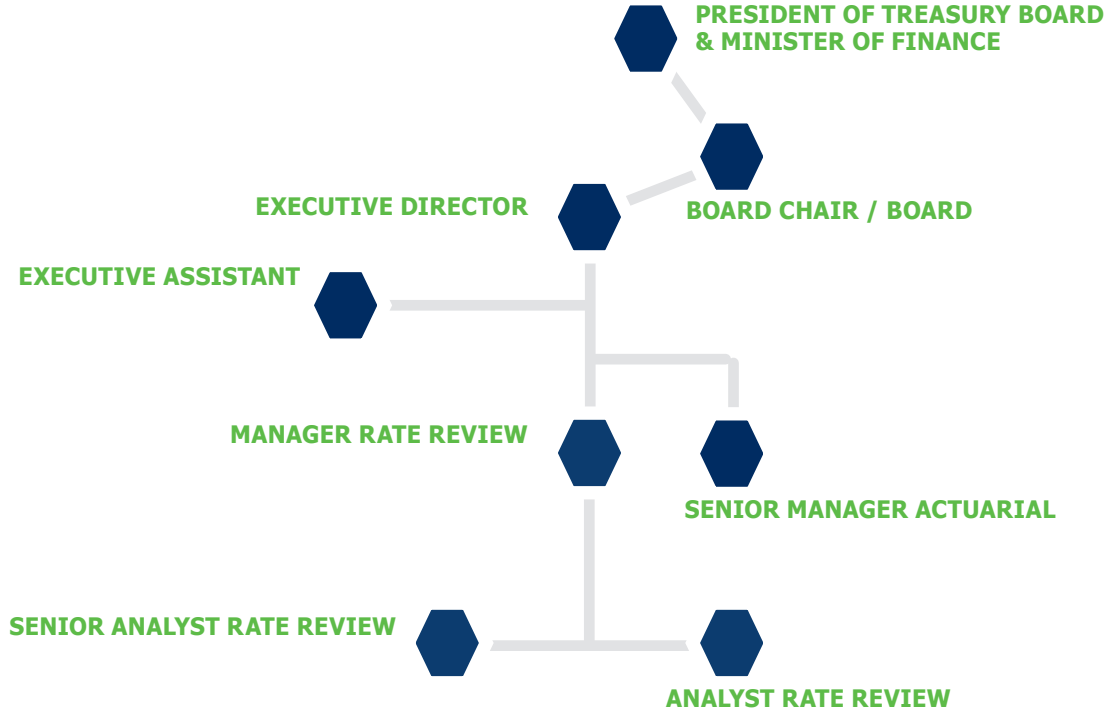 PRESIDENT OF TREASURY BOARD
& MINISTER OF FINANCE
EXECUTIVE DIRECTOR
BOARD CHAIR / BOARD
EXECUTIVE ASSISTANT
MANAGER RATE REVIEW
SENIOR MANAGER ACTUARIAL
SENIOR ANALYST RATE REVIEW
ANALYST RATE REVIEW